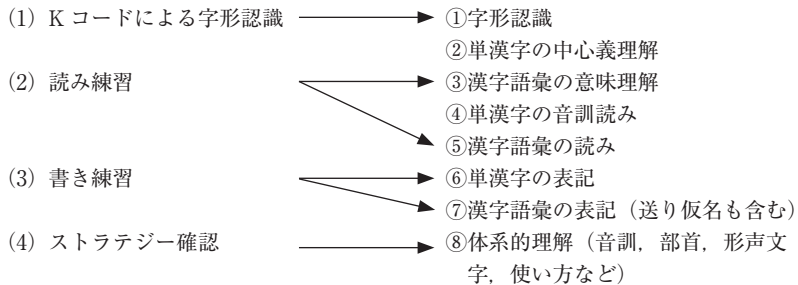 (1) Kコードによる字形認識 ①字形認識
②単漢字の中心義理解
(2) 読み練習 ③漢字語彙の意味理解
④単漢字の音訓読み
⑤漢字語彙の読み
(3) 書き練習 ⑥単漢字の表記
⑦漢字語彙の表記（送り仮名も含む）
(4) ストラテジー確認 ⑧体系的理解（音訓，部首，形声文
字，使い方など）